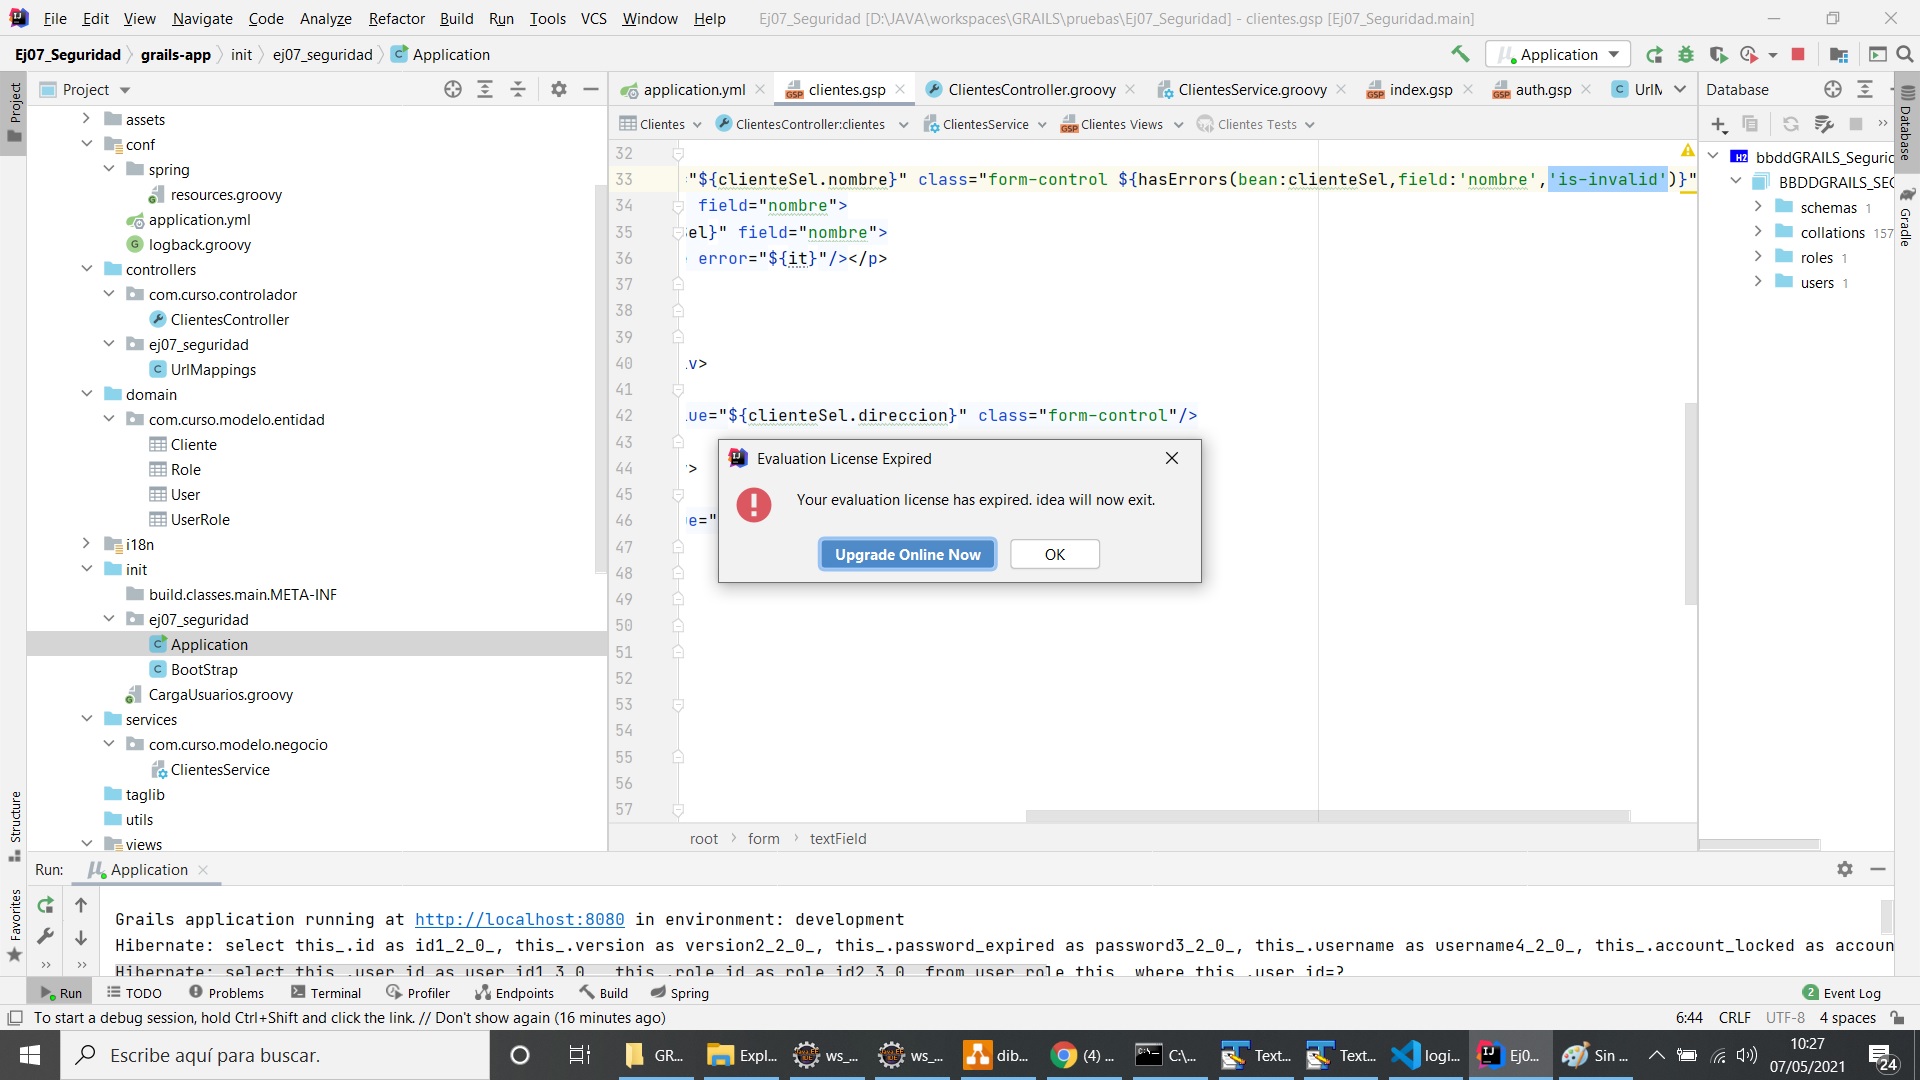 File Edit View Navigate Code Analyze Refactor Build Run Tools VCS Window Help Ej07_Seguridad [D:\JAVA\workspaces\GRAILS\pruebas\Ej07_Seguridad] - clientes.gsp [Ej07_Seguridad.main]
Ej07_Seguridad grails-app init ej07_seguridad Application
Application
Project
application.yml clientes.gsp ClientesController.groovy ClientesService.groovy index.gsp auth.gsp
Database
Clientes ClientesController:clientes ClientesService Clientes Views Clientes Tests
Project
Structure
Favorites
Database
Gradle
assets
conf
spring
resources.groovy
application.yml
logback.groovy
controllers
com.curso.controlador
ClientesController
ej07_seguridad
UrlMappings
domain
com.curso.modelo.entidad
Cliente
Role
User
UserRole
i18n
init
build.classes.main.META-INF
ej07_seguridad
Application
BootStrap
CargaUsuarios.groovy
services
com.curso.modelo.negocio
ClientesService
taglib
utils
views
32
33 "${clienteSel.nombre}" class="form-control ${hasErrors(bean:clienteSel,field:'nombre','is-invalid')}"
34 field="nombre">
35 el}" field="nombre">
36 error="${it}"/></p>
37
38
39
40 v>
41
42 ue="${clienteSel.direccion}" class="form-control"/>
43
44 >
45
46 e="
47
48
49
50
51
52
53
54
55
56
57
Evaluation License Expired
Your evaluation license has expired. idea will now exit.
Upgrade Online Now OK
bbddGRAILS_Segurid
BBDDGRAILS_SEG
schemas 1
collations 157
roles 1
users 1
root form textField
Run: Application
Grails application running at http://localhost:8080 in environment: development
Hibernate: select this_.id as id1_2_0_, this_.version as version2_2_0_, this_.password_expired as password3_2_0_, this_.username as username4_2_0_, this_.account_locked as accoun
Hibernate: select this_.user_id as user_id1_3_0_, this_.role_id as role_id2_3_0_ from user_role this_ where this_.user_id=?
Run TODO Problems Terminal Profiler Endpoints Build Spring 2 Event Log
To start a debug session, hold Ctrl+Shift and click the link. // Don't show again (16 minutes ago) 6:44 CRLF UTF-8 4 spaces
Escribe aquí para buscar. GR... Expl... ws_... ws_... dib... (4) ... C:\... Text... Text... logi... Ej0... Sin ... 10:27
07/05/2021 24